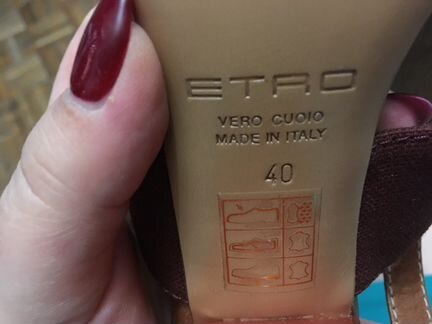 ETRO
VERO CUOIO
MADE IN ITALY
40